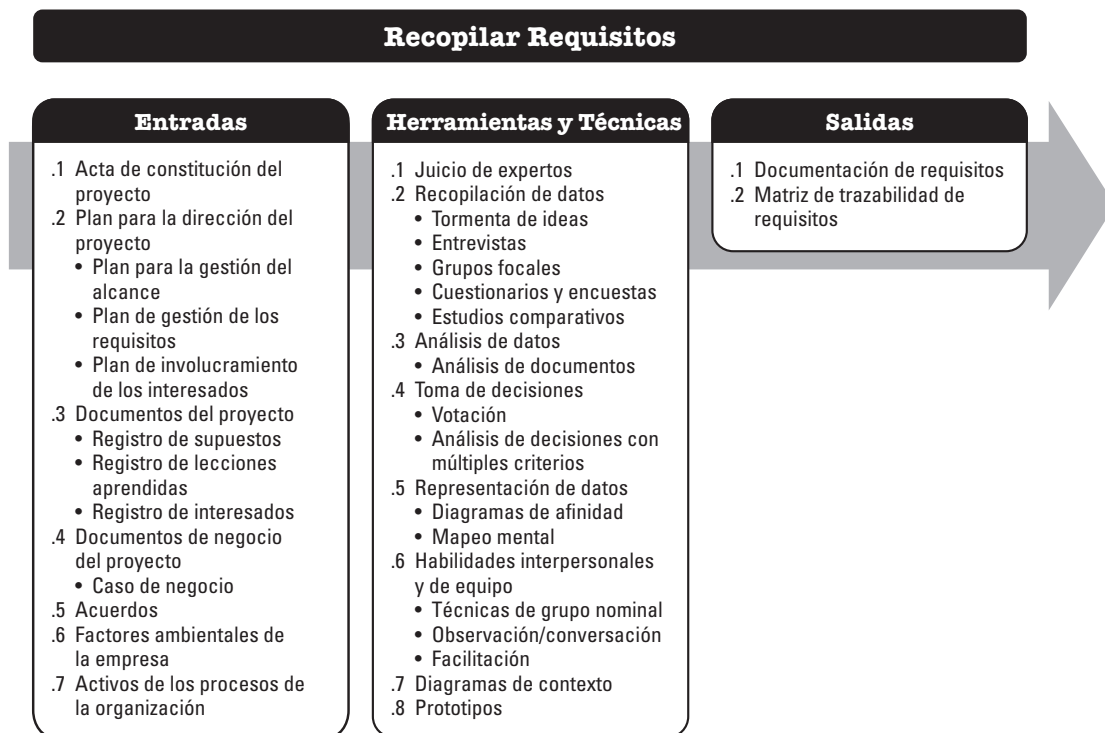 Recopilar Requisitos
Entradas
.1 Acta de constitución del
proyecto
.2 Plan para la dirección del
proyecto
• Plan para la gestión del
alcance
• Plan de gestión de los
requisitos
• Plan de involucramiento
de los interesados
.3 Documentos del proyecto
• Registro de supuestos
• Registro de lecciones
aprendidas
• Registro de interesados
.4 Documentos de negocio
del proyecto
• Caso de negocio
.5 Acuerdos
.6 Factores ambientales de
la empresa
.7 Activos de los procesos de
la organización
Herramientas y Técnicas
.1 Juicio de expertos
.2 Recopilación de datos
• Tormenta de ideas
• Entrevistas
• Grupos focales
• Cuestionarios y encuestas
• Estudios comparativos
.3 Análisis de datos
• Análisis de documentos
.4 Toma de decisiones
• Votación
• Análisis de decisiones con
múltiples criterios
.5 Representación de datos
• Diagramas de afinidad
• Mapeo mental
.6 Habilidades interpersonales
y de equipo
• Técnicas de grupo nominal
• Observación/conversación
• Facilitación
.7 Diagramas de contexto
.8 Prototipos
Salidas
.1 Documentación de requisitos
.2 Matriz de trazabilidad de
requisitos